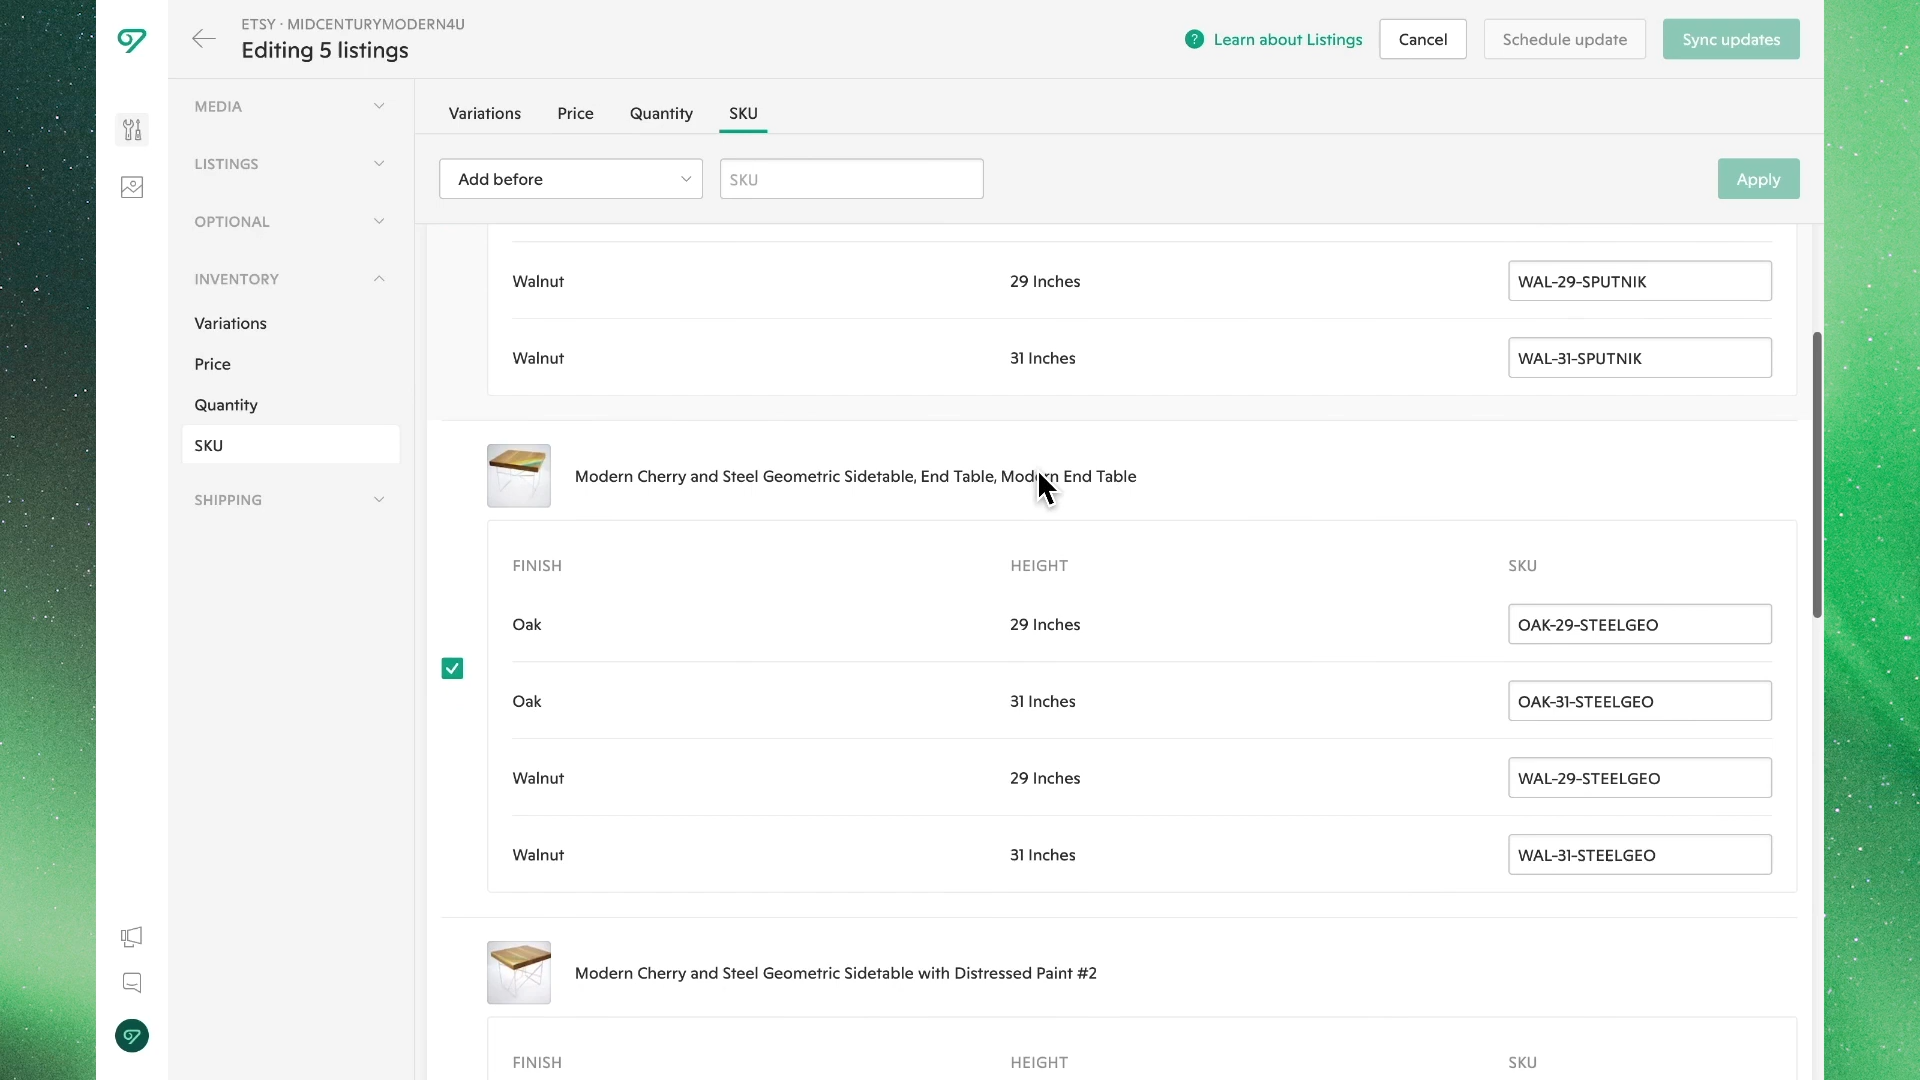 ETSY · MIDCENTURYMODERN4U
Editing 5 listings
? Learn about Listings
Cancel
Schedule update
Sync updates
MEDIA
LISTINGS
OPTIONAL
INVENTORY
Variations
Price
Quantity
SKU
SHIPPING
Variations Price Quantity SKU
Add before
SKU
Apply
Walnut 29 Inches WAL-29-SPUTNIK
Walnut 31 Inches WAL-31-SPUTNIK
Modern Cherry and Steel Geometric Sidetable, End Table, Modern End Table
FINISH HEIGHT SKU
Oak 29 Inches OAK-29-STEELGEO
Oak 31 Inches OAK-31-STEELGEO
Walnut 29 Inches WAL-29-STEELGEO
Walnut 31 Inches WAL-31-STEELGEO
Modern Cherry and Steel Geometric Sidetable with Distressed Paint #2
FINISH HEIGHT SKU